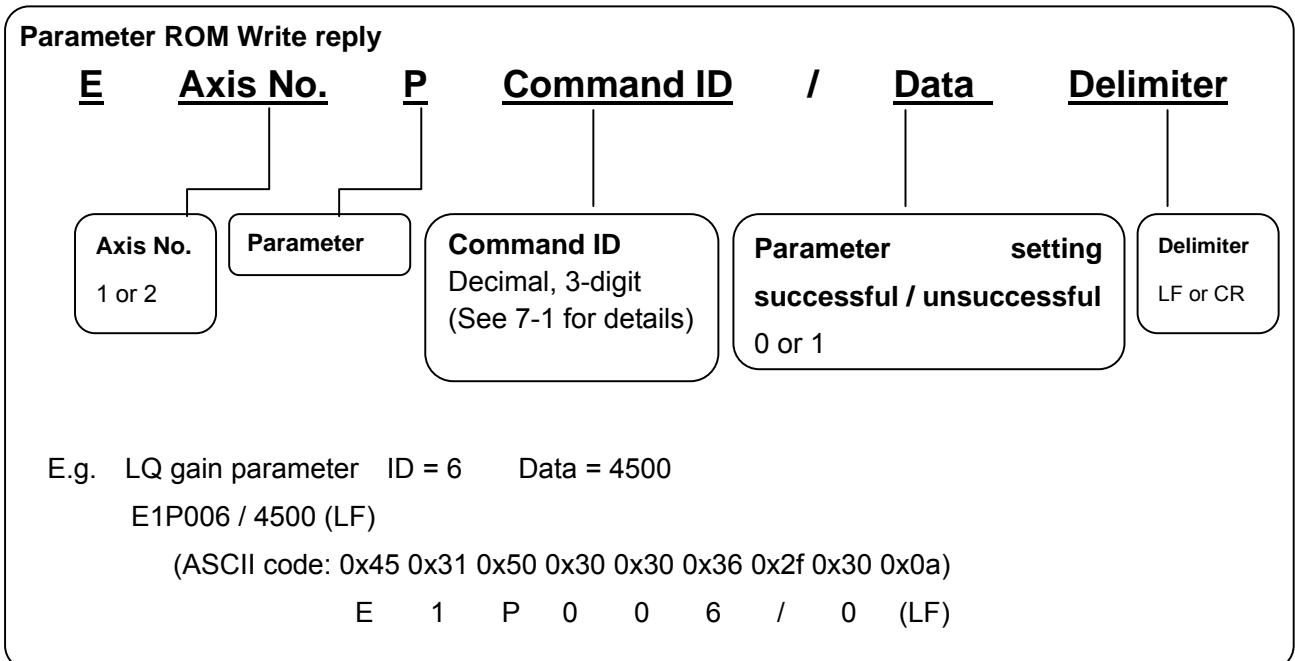 Parameter ROM Write reply
E Axis No. P Command ID / Data Delimiter
Axis No.
1 or 2
Parameter
Command ID
Decimal, 3-digit
(See 7-1 for details)
Parameter setting
successful / unsuccessful
0 or 1
Delimiter
LF or CR
E.g. LQ gain parameter ID = 6 Data = 4500
E1P006 / 4500 (LF)
(ASCII code: 0x45 0x31 0x50 0x30 0x30 0x36 0x2f 0x30 0x0a)
E 1 P 0 0 6 / 0 (LF)